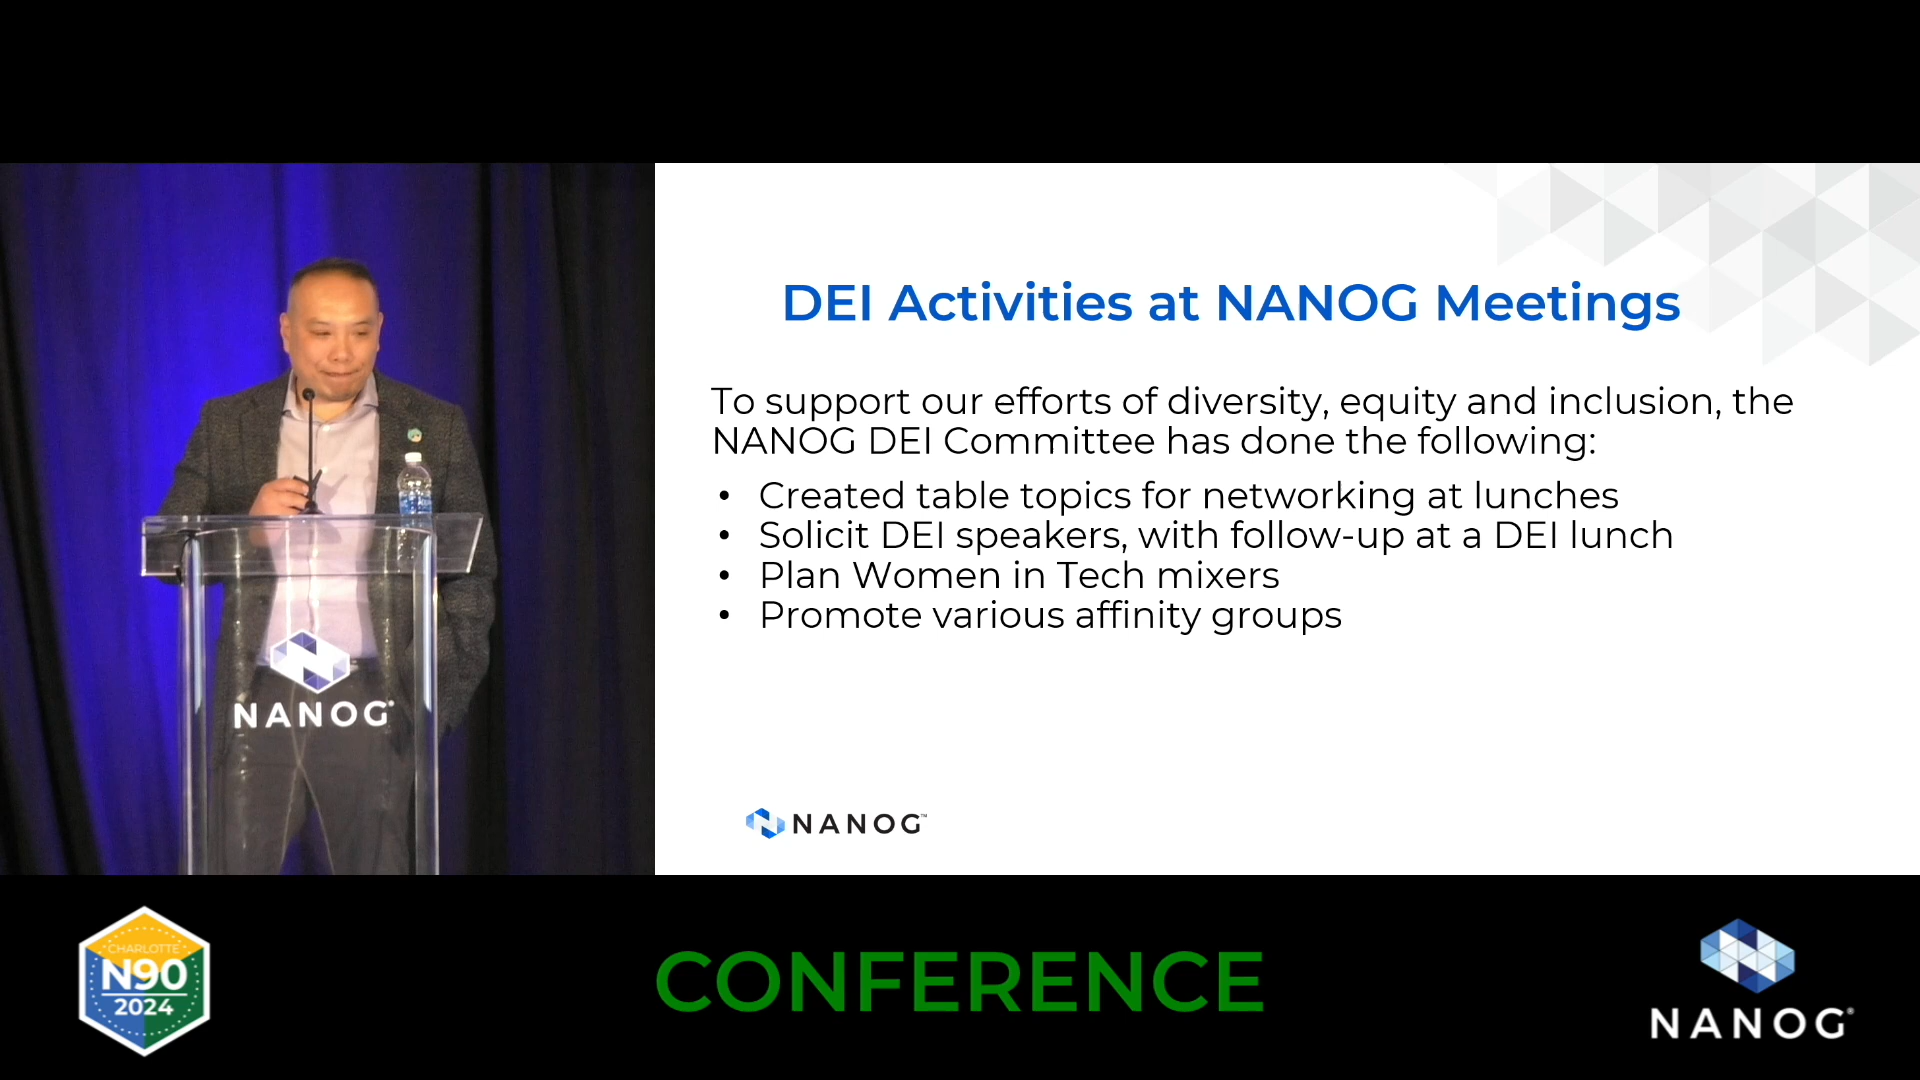 DEI Activities at NANOG Meetings
To support our efforts of diversity, equity and inclusion, the
NANOG DEI Committee has done the following:
• Created table topics for networking at lunches
• Solicit DEI speakers, with follow-up at a DEI lunch
• Plan Women in Tech mixers
• Promote various affinity groups
NANOG™
NANOG®
CHARLOTTE
N90
2024
CONFERENCE
NANOG®